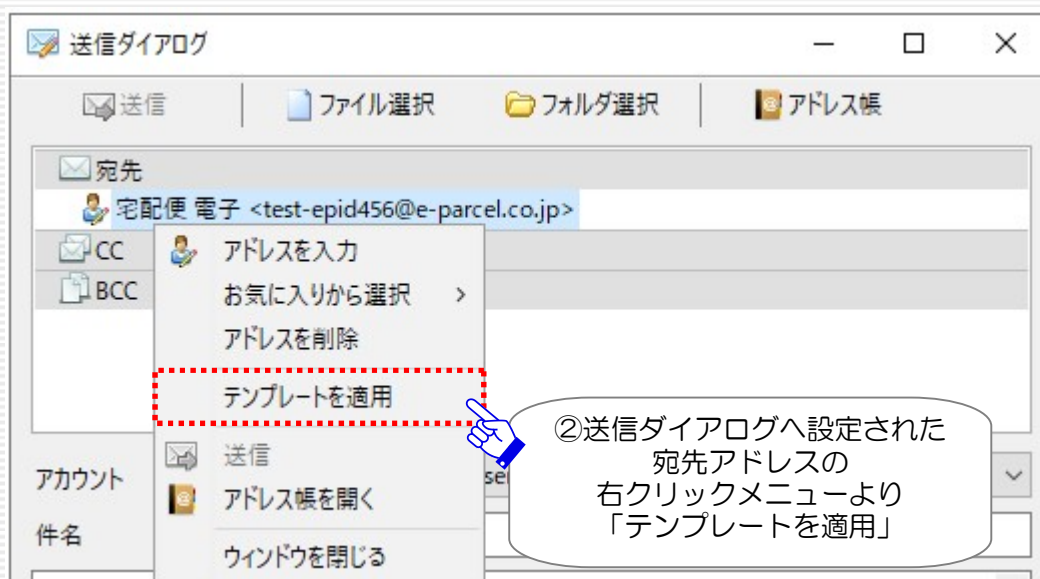 送信ダイアログ
送信 ファイル選択 フォルダ選択 アドレス帳
宛先
宅配便 電子 <test-epid456@e-parcel.co.jp>
CC
BCC
アドレスを入力
お気に入りから選択 >
アドレスを削除
テンプレートを適用
送信
アドレス帳を開く
ウィンドウを閉じる
アカウント
件名
②送信ダイアログへ設定された
宛先アドレスの
右クリックメニューより
「テンプレートを適用」